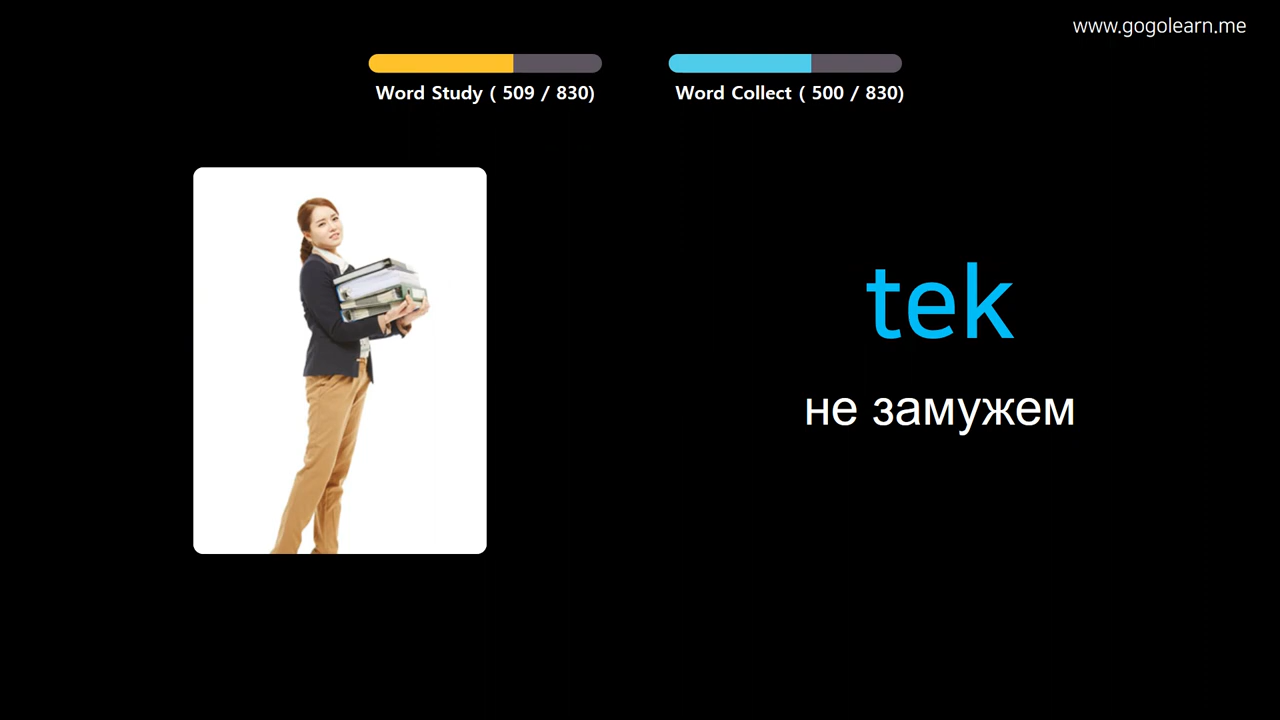 www.gogolearn.me
Word Study ( 509 / 830)
Word Collect ( 500 / 830)
tek
не замужем